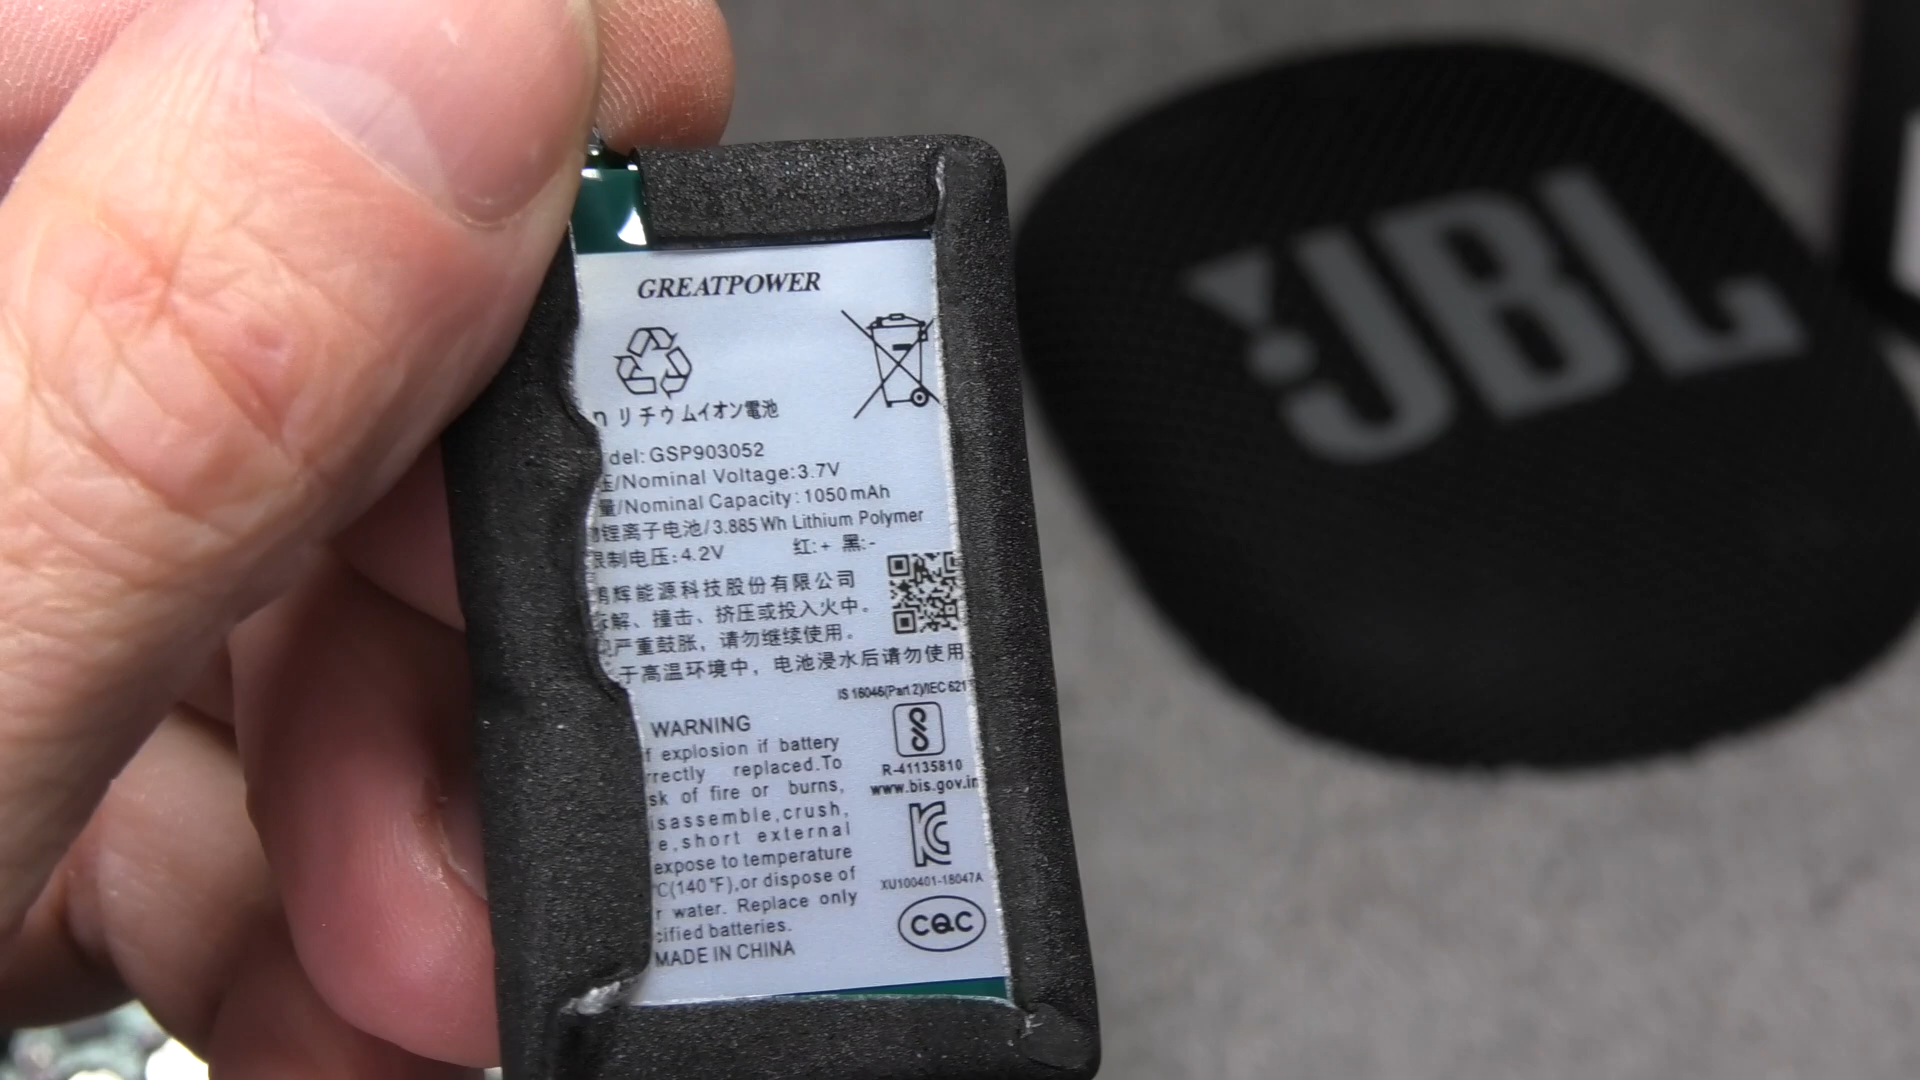 GREATPOWER
リチウムイオン電池
del: GSP903052
压/Nominal Voltage:3.7V
量/Nominal Capacity: 1050mAh
锂离子电池/3.885 Wh Lithium Polymer
限制电压:4.2V 红:+ 黑:-
辉能源科技股份有限公司
解、撞击、挤压或投入火中。
严重鼓胀，请勿继续使用。
于高温环境中，电池浸水后请勿使用
IS 16046(Part 2)/IEC 621
WARNING
f explosion if battery
rrectly replaced.To
sk of fire or burns,
isassemble,crush,
e,short external
expose to temperature
℃(140℉),or dispose of
r water. Replace only
cified batteries.
MADE IN CHINA
R-41135810
www.bis.gov.in
XU100401-18047A
CQC
JBL